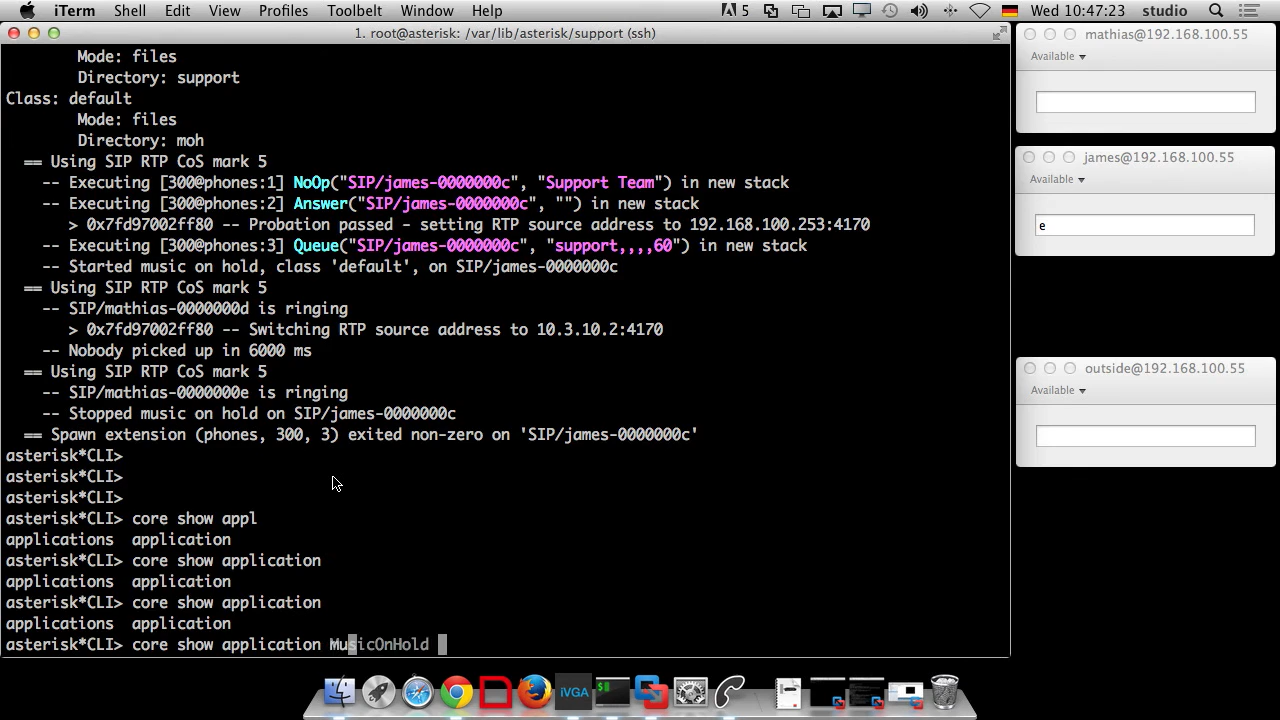 iTerm Shell Edit View Profiles Toolbelt Window Help 5 Wed 10:47:23 studio
1. root@asterisk: /var/lib/asterisk/support (ssh)
Mode: files
Directory: support
Class: default
Mode: files
Directory: moh
== Using SIP RTP CoS mark 5
-- Executing [300@phones:1] NoOp("SIP/james-0000000c", "Support Team") in new stack
-- Executing [300@phones:2] Answer("SIP/james-0000000c", "") in new stack
> 0x7fd97002ff80 -- Probation passed - setting RTP source address to 192.168.100.253:4170
-- Executing [300@phones:3] Queue("SIP/james-0000000c", "support,,,,60") in new stack
-- Started music on hold, class 'default', on SIP/james-0000000c
== Using SIP RTP CoS mark 5
-- SIP/mathias-0000000d is ringing
> 0x7fd97002ff80 -- Switching RTP source address to 10.3.10.2:4170
-- Nobody picked up in 6000 ms
== Using SIP RTP CoS mark 5
-- SIP/mathias-0000000e is ringing
-- Stopped music on hold on SIP/james-0000000c
== Spawn extension (phones, 300, 3) exited non-zero on 'SIP/james-0000000c'
asterisk*CLI>
asterisk*CLI>
asterisk*CLI>
asterisk*CLI> core show appl
applications application
asterisk*CLI> core show application
applications application
asterisk*CLI> core show application
applications application
asterisk*CLI> core show application MusicOnHold
mathias@192.168.100.55
Available
james@192.168.100.55
Available
e
outside@192.168.100.55
Available
iVGA